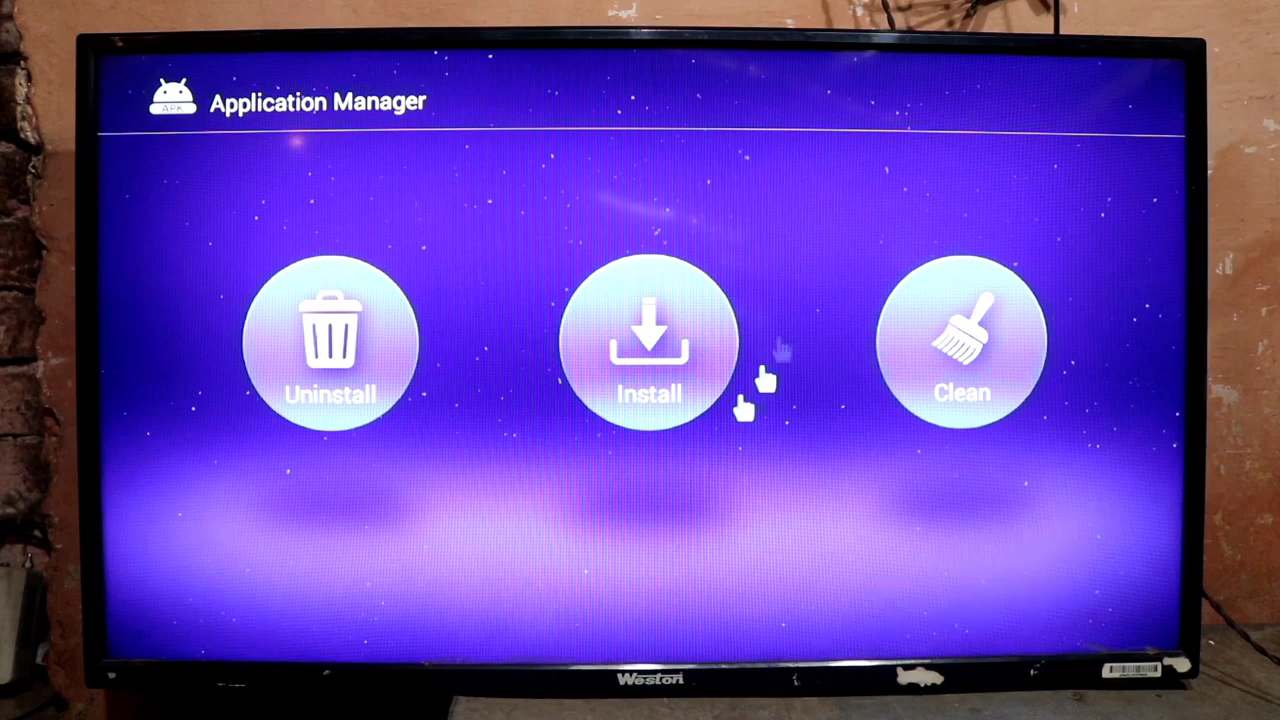 APK
Application Manager
Uninstall
Install
Clean
Weston